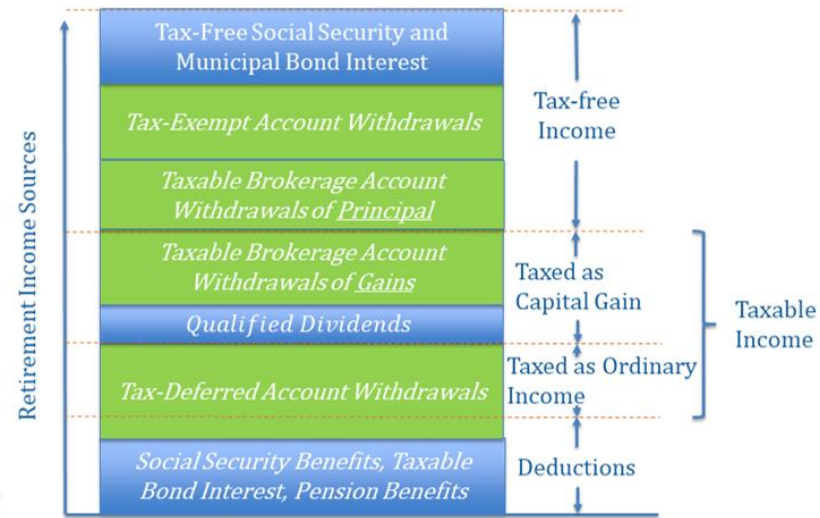 Retirement Income Sources
Tax-Free Social Security and
Municipal Bond Interest
Tax-Exempt Account Withdrawals
Taxable Brokerage Account
Withdrawals of Principal
Taxable Brokerage Account
Withdrawals of Gains
Qualified Dividends
Tax-Deferred Account Withdrawals
Social Security Benefits, Taxable
Bond Interest, Pension Benefits
Tax-free
Income
Taxed as
Capital Gain
Taxed as Ordinary
Income
Deductions
Taxable
Income